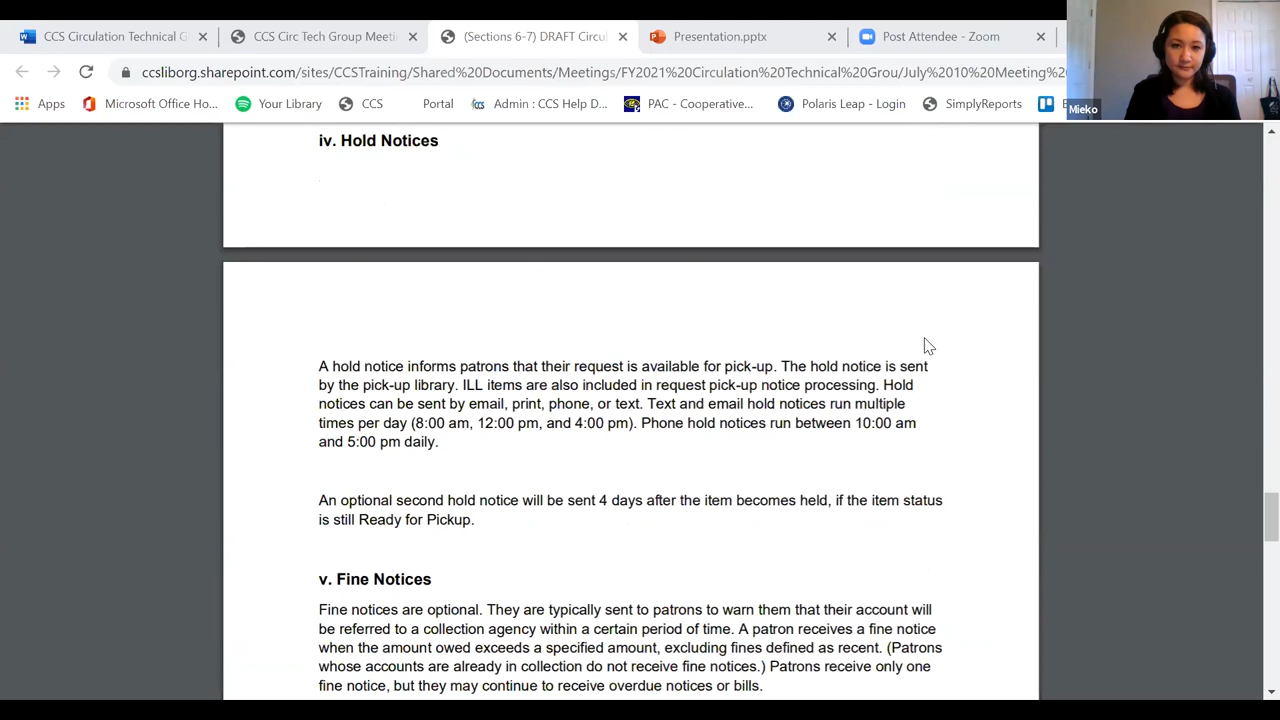 CCS Circulation Technical G
CCS Circ Tech Group Meeti
(Sections 6-7) DRAFT Circul
Presentation.pptx
Post Attendee - Zoom
ccsliborg.sharepoint.com/sites/CCSTraining/Shared%20Documents/Meetings/FY2021%20Circulation%20Technical%20Grou/July%2010%20Meeting%
Apps
Microsoft Office Ho...
Your Library
CCS
Portal
Admin : CCS Help D...
PAC - Cooperative...
Polaris Leap - Login
SimplyReports
Mieko
iv. Hold Notices
A hold notice informs patrons that their request is available for pick-up. The hold notice is sent
by the pick-up library. ILL items are also included in request pick-up notice processing. Hold
notices can be sent by email, print, phone, or text. Text and email hold notices run multiple
times per day (8:00 am, 12:00 pm, and 4:00 pm). Phone hold notices run between 10:00 am
and 5:00 pm daily.
An optional second hold notice will be sent 4 days after the item becomes held, if the item status
is still Ready for Pickup.
v. Fine Notices
Fine notices are optional. They are typically sent to patrons to warn them that their account will
be referred to a collection agency within a certain period of time. A patron receives a fine notice
when the amount owed exceeds a specified amount, excluding fines defined as recent. (Patrons
whose accounts are already in collection do not receive fine notices.) Patrons receive only one
fine notice, but they may continue to receive overdue notices or bills.